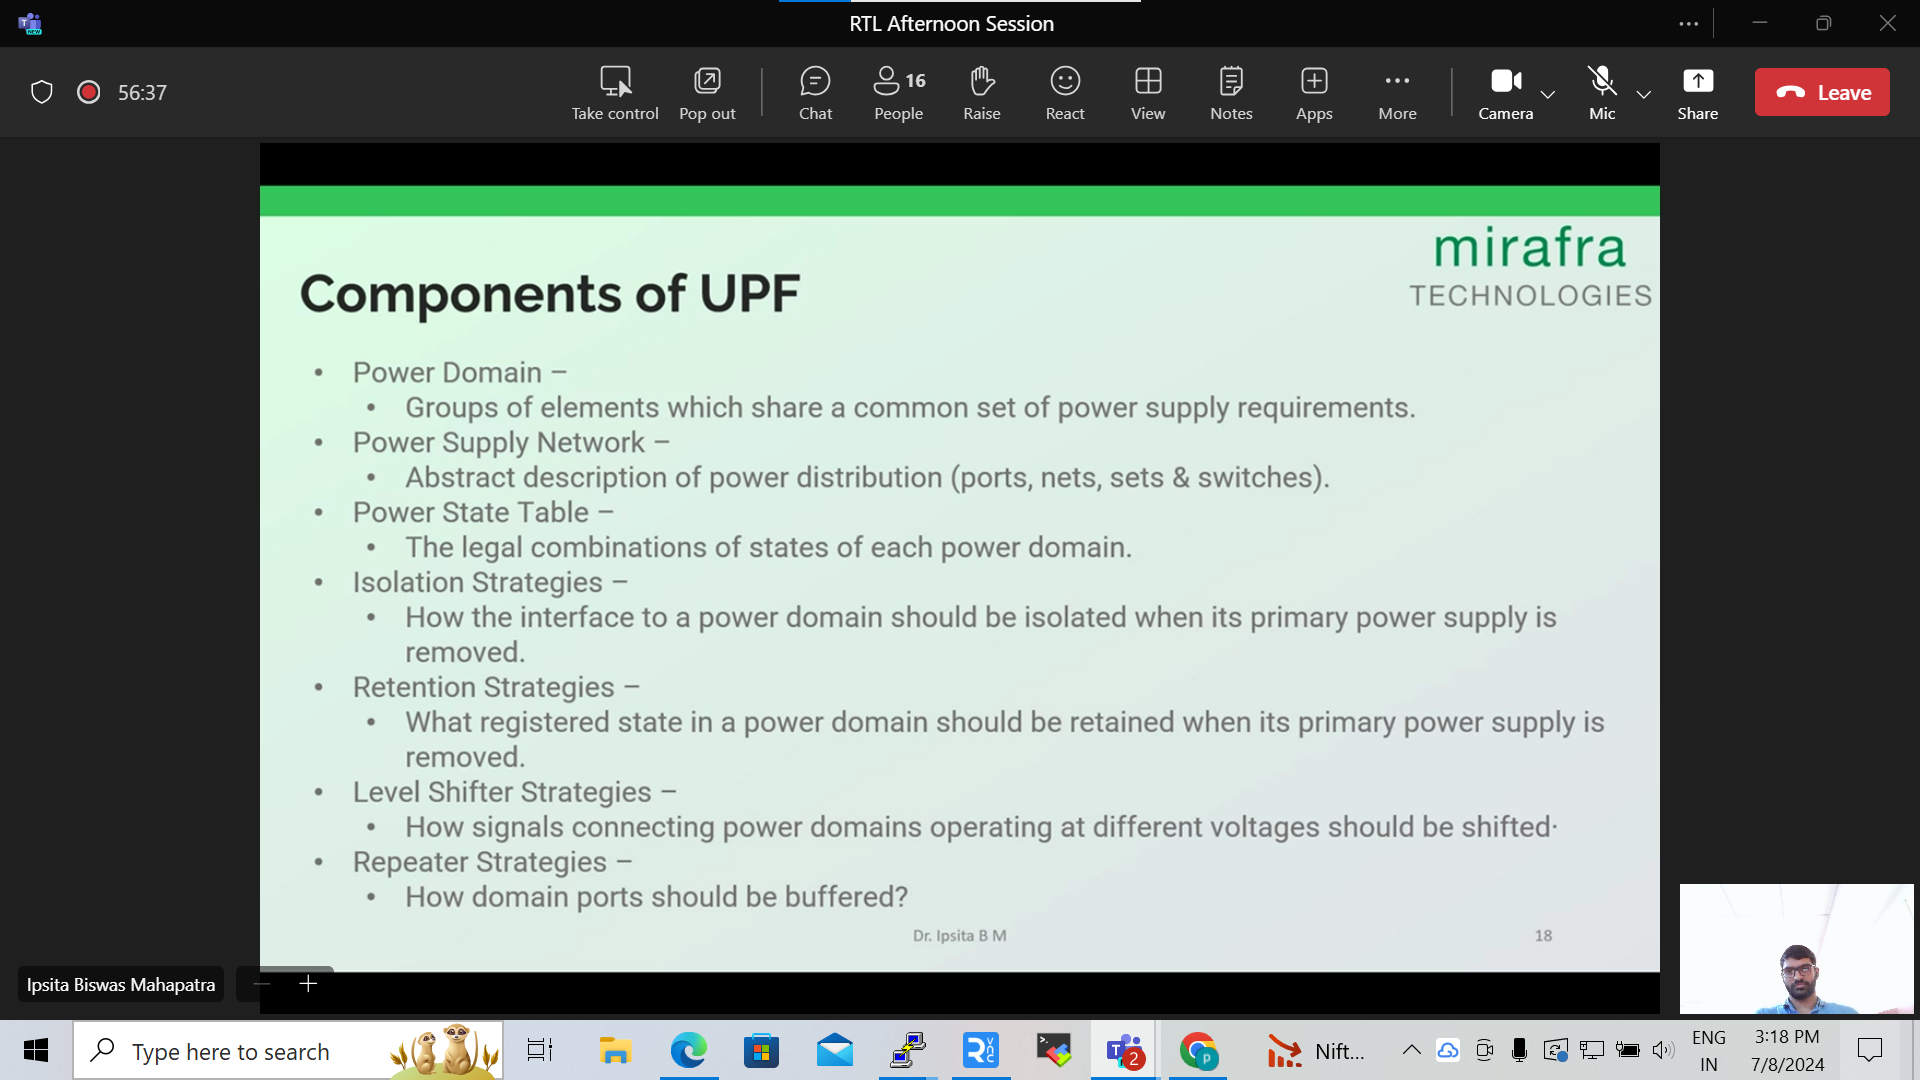 RTL Afternoon Session
56:37
Take control
Pop out
Chat
16
People
Raise
React
View
Notes
Apps
More
Camera
Mic
Share
Leave
mirafra
TECHNOLOGIES
Components of UPF
• Power Domain –
• Groups of elements which share a common set of power supply requirements.
• Power Supply Network –
• Abstract description of power distribution (ports, nets, sets & switches).
• Power State Table –
• The legal combinations of states of each power domain.
• Isolation Strategies –
• How the interface to a power domain should be isolated when its primary power supply is
removed.
• Retention Strategies –
• What registered state in a power domain should be retained when its primary power supply is
removed.
• Level Shifter Strategies –
• How signals connecting power domains operating at different voltages should be shifted·
• Repeater Strategies –
• How domain ports should be buffered?
Dr. Ipsita B M
18
Ipsita Biswas Mahapatra
Type here to search
2
p
Nift...
ENG
IN
3:18 PM
7/8/2024